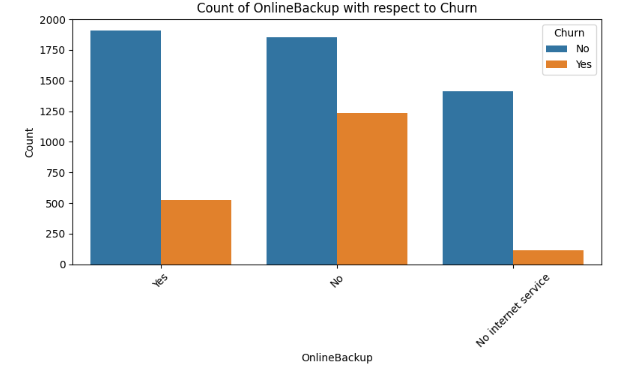 Count of OnlineBackup with respect to Churn
Count
2000
1750
1500
1250
1000
750
500
250
0
Churn
No
Yes
Yes
No
No internet service
OnlineBackup